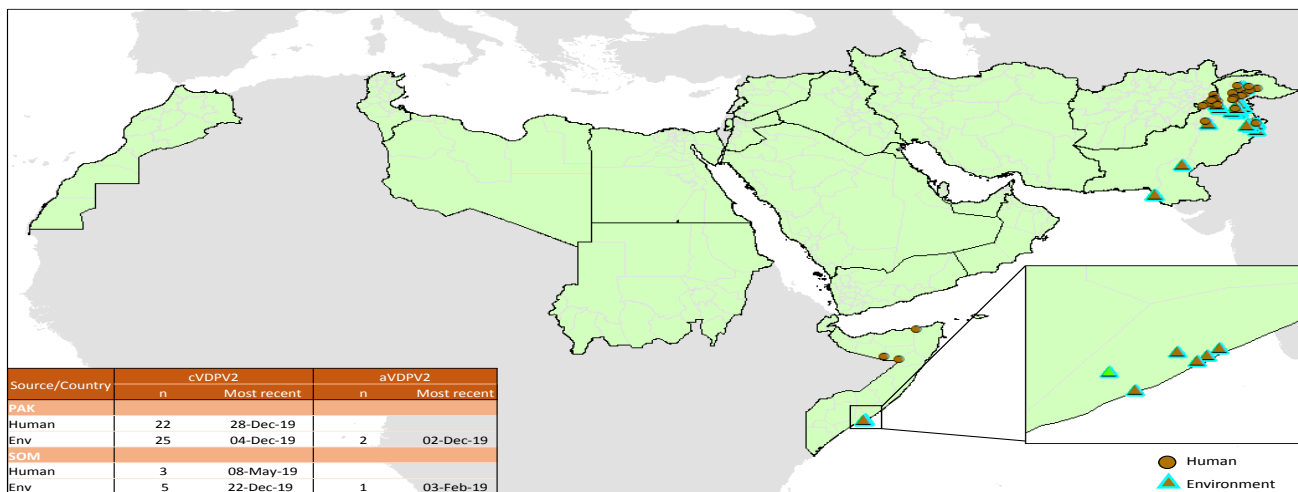 cVDPV2 aVDPV2
Source/Country n Most recent n Most recent
PAK
Human 22 28-Dec-19
Env 25 04-Dec-19 2 02-Dec-19
SOM
Human 3 08-May-19
Env 5 22-Dec-19 1 03-Feb-19
Human
Environment